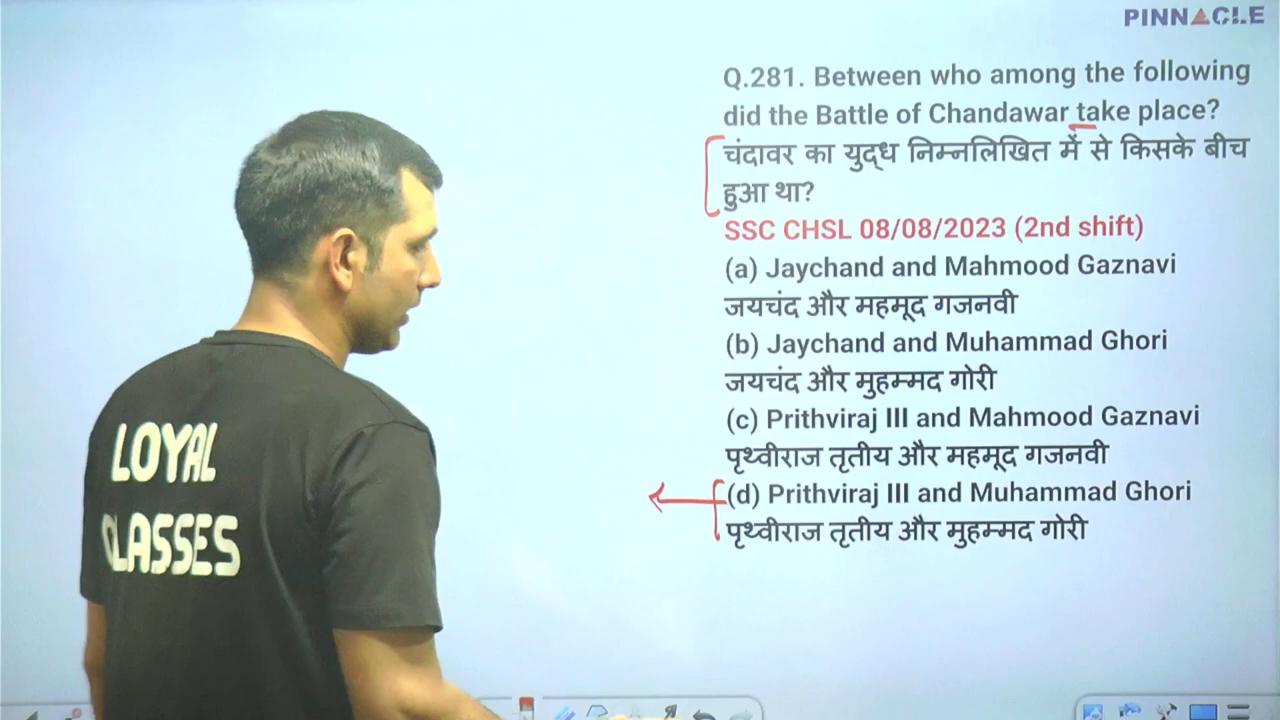 PINNACLE
Q.281. Between who among the following
did the Battle of Chandawar take place?
चंदावर का युद्ध निम्नलिखित में से किसके बीच
हुआ था?
SSC CHSL 08/08/2023 (2nd shift)
(a) Jaychand and Mahmood Gaznavi
जयचंद और महमूद गजनवी
(b) Jaychand and Muhammad Ghori
जयचंद और मुहम्मद गोरी
(c) Prithviraj III and Mahmood Gaznavi
पृथ्वीराज तृतीय और महमूद गजनवी
(d) Prithviraj III and Muhammad Ghori
पृथ्वीराज तृतीय और मुहम्मद गोरी
LOYAL
CLASSES